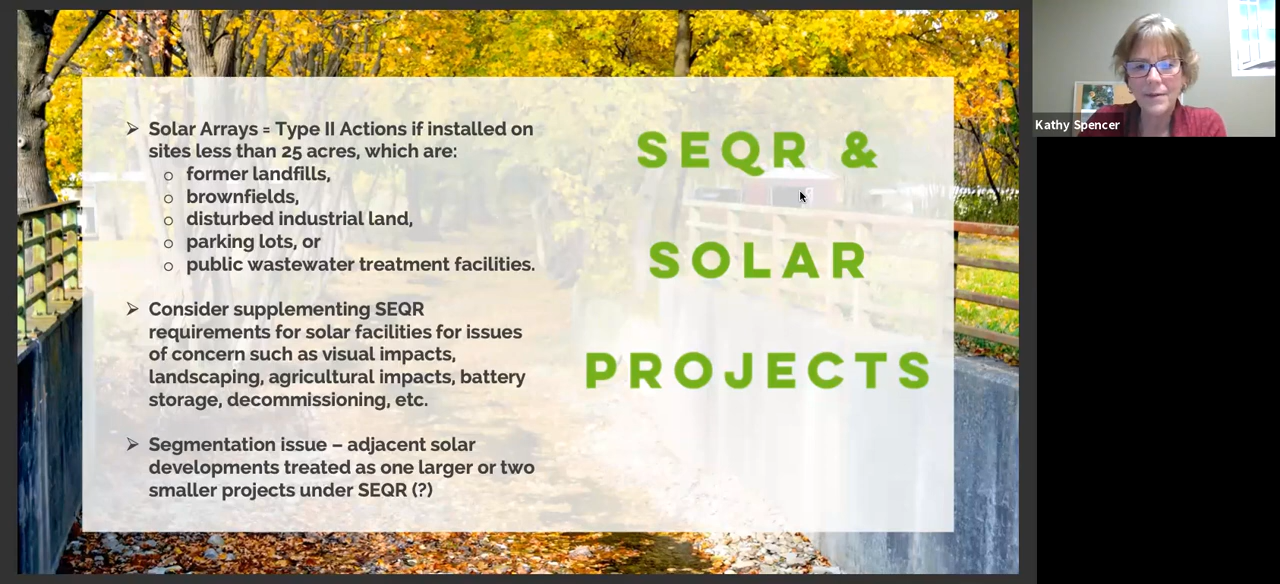 ➢ Solar Arrays = Type II Actions if installed on
sites less than 25 acres, which are:
o former landfills,
o brownfields,
o disturbed industrial land,
o parking lots, or
o public wastewater treatment facilities.
➢ Consider supplementing SEQR
requirements for solar facilities for issues
of concern such as visual impacts,
landscaping, agricultural impacts, battery
storage, decommissioning, etc.
➢ Segmentation issue – adjacent solar
developments treated as one larger or two
smaller projects under SEQR (?)
SEQR &
SOLAR
PROJECTS
Kathy Spencer